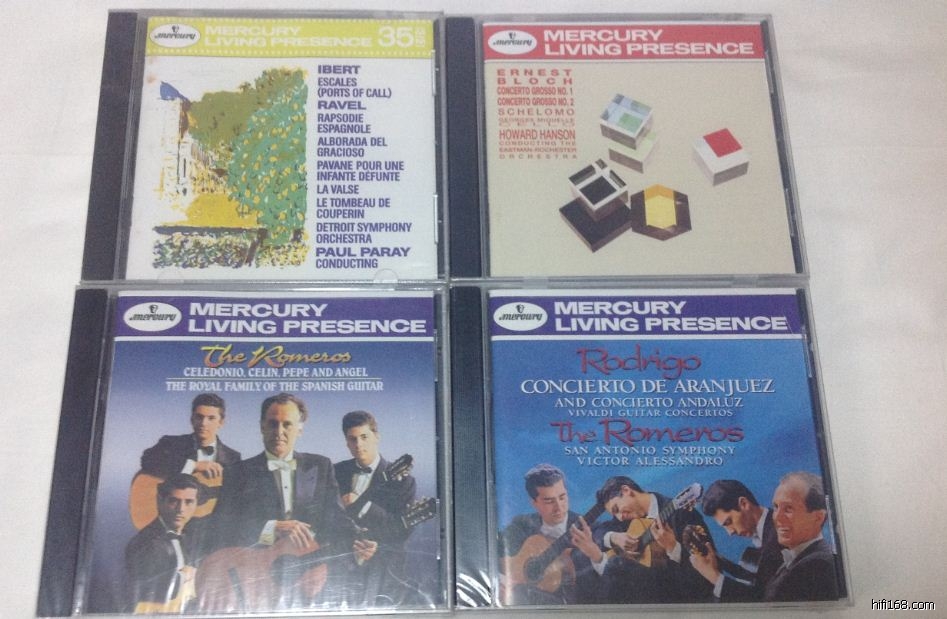 mercury
MERCURY
LIVING PRESENCE 35
IBERT
ESCALES
(PORTS OF CALL)
RAVEL
RAPSODIE
ESPAGNOLE
ALBORADA DEL
GRACIOSO
PAVANE POUR UNE
INFANTE DÉFUNTE
LA VALSE
LE TOMBEAU DE
COUPERIN
DETROIT SYMPHONY
ORCHESTRA
PAUL PARAY
CONDUCTING
mercury
MERCURY
LIVING PRESENCE
ERNEST
BLOCH
CONCERTO GROSSO NO. 1
CONCERTO GROSSO NO. 2
SCHELOMO
GEORGES MIQUELLE
CELLO
HOWARD HANSON
CONDUCTING THE
EASTMAN-ROCHESTER
ORCHESTRA
mercury
MERCURY
LIVING PRESENCE
The Romeros
CELEDONIO, CELIN, PEPE AND ANGEL
THE ROYAL FAMILY OF THE SPANISH GUITAR
mercury
MERCURY
LIVING PRESENCE
Rodrigo
CONCIERTO DE ARANJUEZ
AND CONCIERTO ANDALUZ
VIVALDI GUITAR CONCERTOS
The Romeros
SAN ANTONIO SYMPHONY
VICTOR ALESSANDRO
hifi168.com